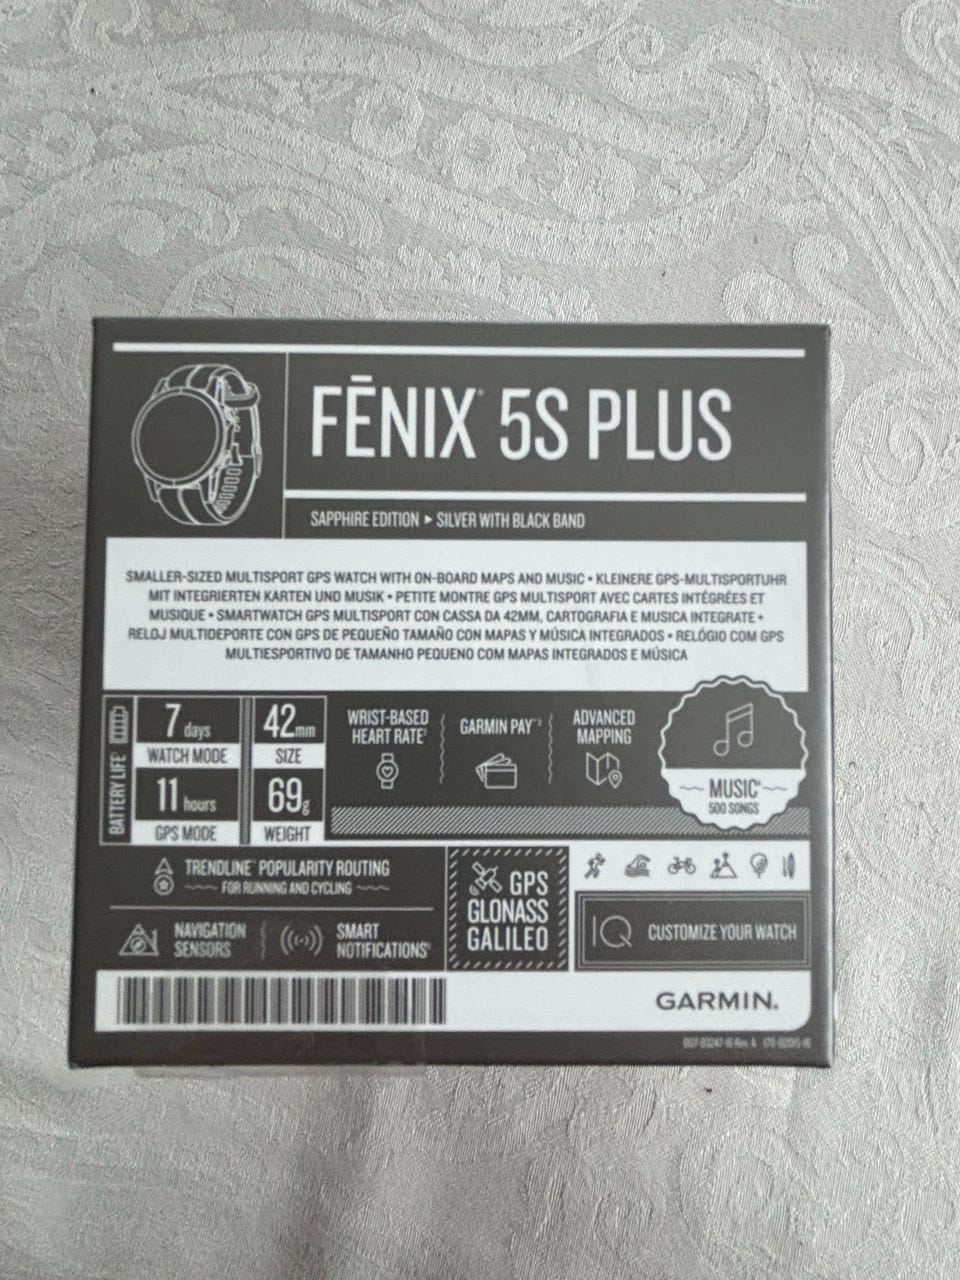 FĒNIX® 5S PLUS
SAPPHIRE EDITION ▸ SILVER WITH BLACK BAND
SMALLER-SIZED MULTISPORT GPS WATCH WITH ON-BOARD MAPS AND MUSIC • KLEINERE GPS-MULTISPORTUHR
MIT INTEGRIERTEN KARTEN UND MUSIK • PETITE MONTRE GPS MULTISPORT AVEC CARTES INTÉGRÉES ET
MUSIQUE • SMARTWATCH GPS MULTISPORT CON CASSA DA 42MM, CARTOGRAFIA E MUSICA INTEGRATE •
RELOJ MULTIDEPORTE CON GPS DE PEQUEÑO TAMAÑO CON MAPAS Y MÚSICA INTEGRADOS • RELÓGIO COM GPS
MULTIESPORTIVO DE TAMANHO PEQUENO COM MAPAS INTEGRADOS E MÚSICA
BATTERY LIFE
7 days
WATCH MODE
11 hours
GPS MODE
42mm
SIZE
69g
WEIGHT
WRIST-BASED
HEART RATE
GARMIN PAY™
ADVANCED
MAPPING
MUSIC
500 SONGS
TRENDLINE™ POPULARITY ROUTING
FOR RUNNING AND CYCLING
NAVIGATION
SENSORS
SMART
NOTIFICATIONS
GPS
GLONASS
GALILEO
IQ CUSTOMIZE YOUR WATCH
GARMIN.